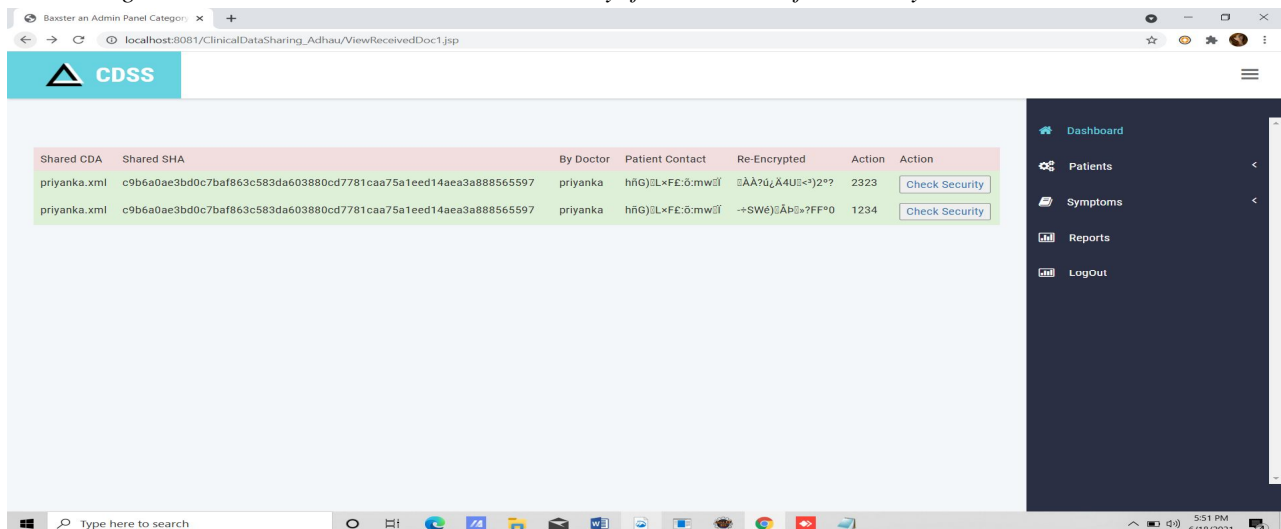 Baxster an Admin Panel Category
localhost:8081/ClinicalDataSharing_Adhau/ViewReceivedDoc1.jsp
CDSS
Dashboard
Patients
Symptoms
Reports
LogOut
Shared CDA Shared SHA By Doctor Patient Contact Re-Encrypted Action Action
priyanka.xml c9b6a0ae3bd0c7baf863c583da603880cd7781caa75a1eed14aea3a888565597 priyanka 2323 Check Security
priyanka.xml c9b6a0ae3bd0c7baf863c583da603880cd7781caa75a1eed14aea3a888565597 priyanka 1234 Check Security
Type here to search
5:51 PM